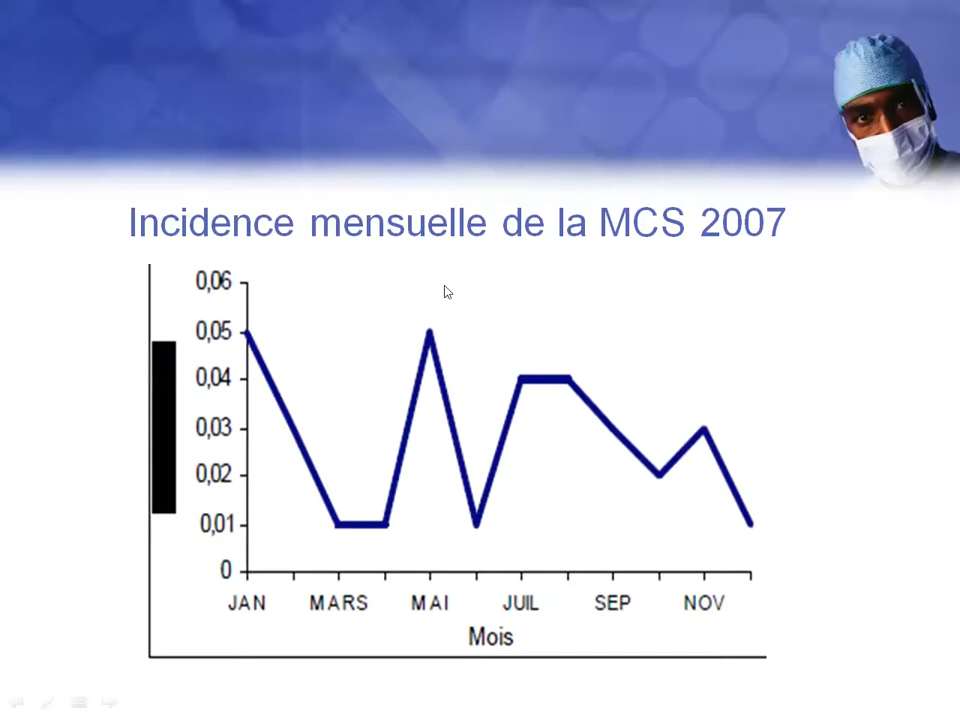 Incidence mensuelle de la MCS 2007
0,06
0,05
0,04
0,03
0,02
0,01
0
JAN MARS MAI JUIL SEP NOV
Mois